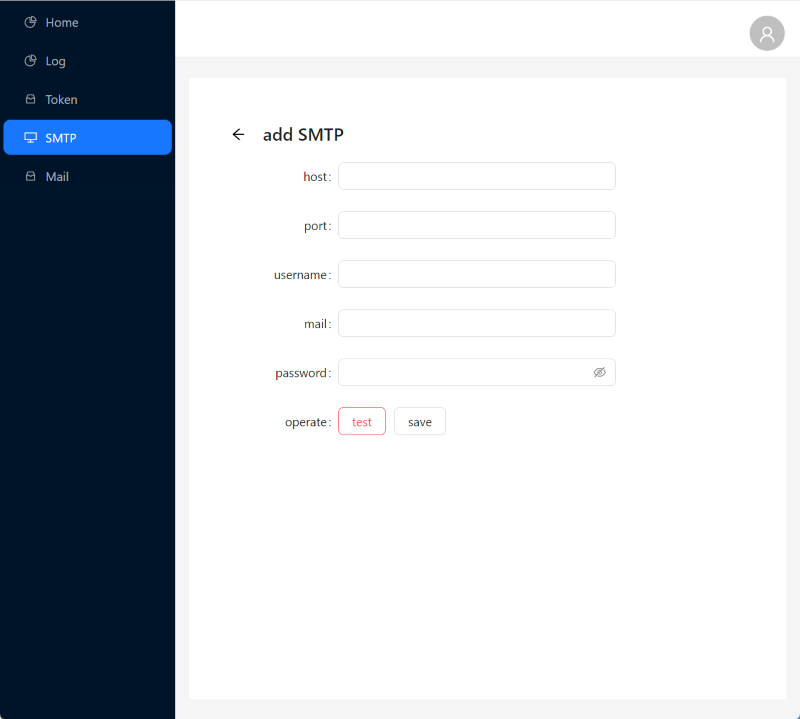 Home
Log
Token
SMTP
Mail
add SMTP
host:
port:
username:
mail:
password:
operate: test save